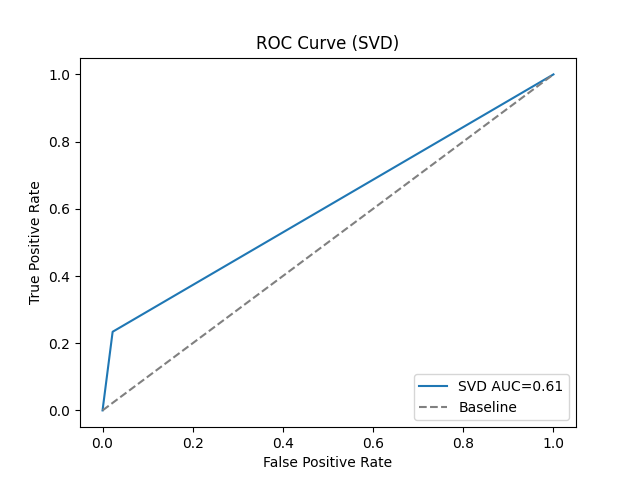 ROC Curve (SVD)
1.0
0.8
0.6
0.4
0.2
0.0
True Positive Rate
0.0 0.2 0.4 0.6 0.8 1.0
False Positive Rate
SVD AUC=0.61
Baseline